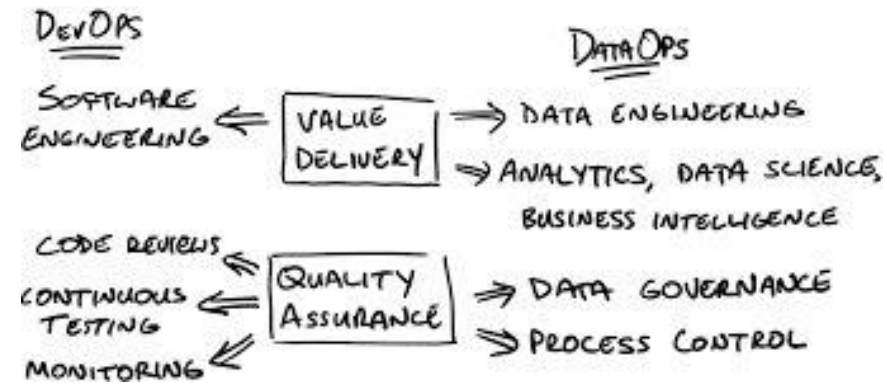 DEVOPS
DATAOPS
SOFTWARE
ENGINEERING
VALUE
DELIVERY
DATA ENGINEERING
ANALYTICS, DATA SCIENCE,
BUSINESS INTELLIGENCE
CODE REVIEWS
CONTINUOUS
TESTING
MONITORING
QUALITY
ASSURANCE
DATA GOVERNANCE
PROCESS CONTROL